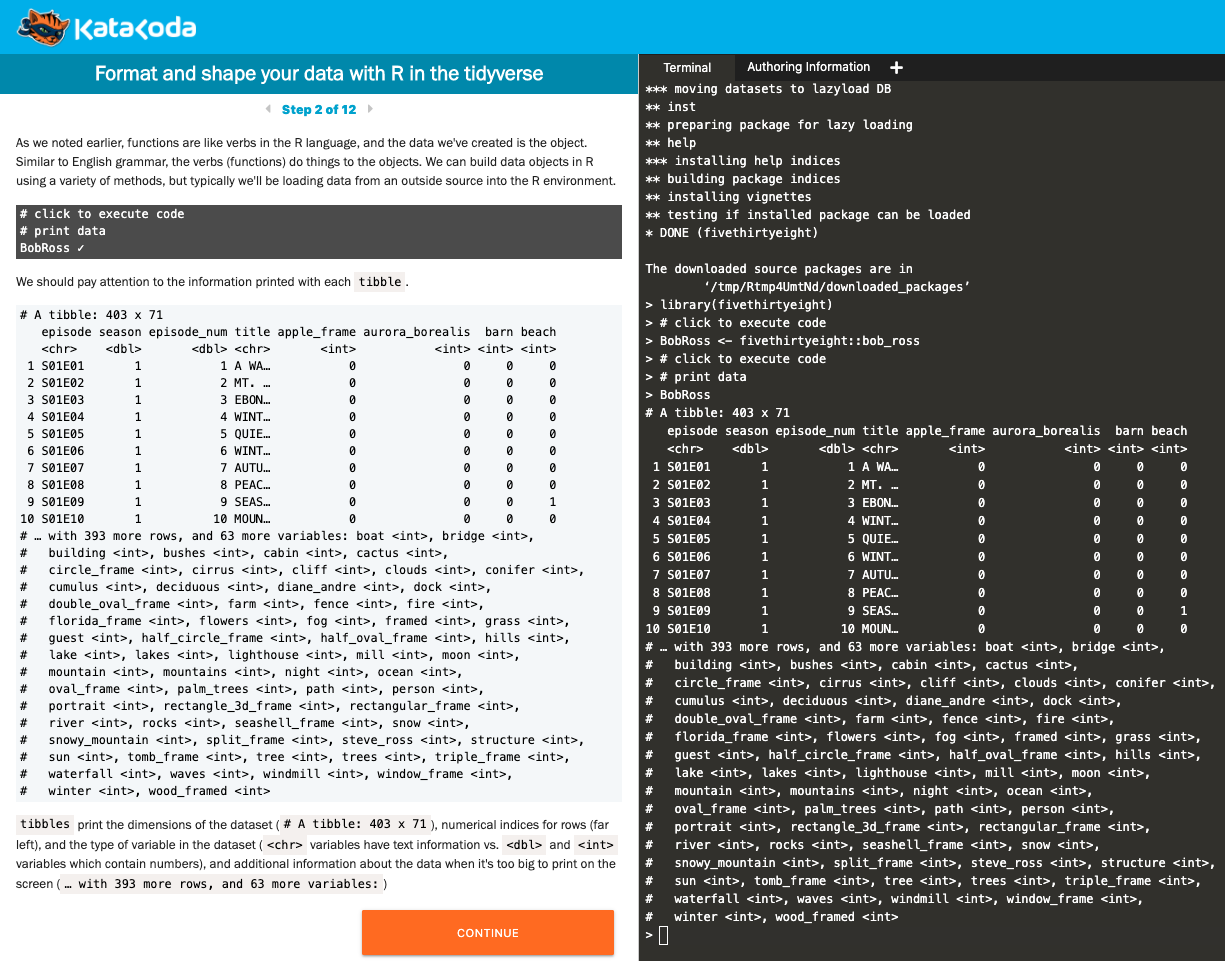 KataKoda
Format and shape your data with R in the tidyverse
Step 2 of 12
As we noted earlier, functions are like verbs in the R language, and the data we've created is the object.
Similar to English grammar, the verbs (functions) do things to the objects. We can build data objects in R
using a variety of methods, but typically we'll be loading data from an outside source into the R environment.
# click to execute code
# print data
BobRoss ✓
We should pay attention to the information printed with each tibble.
# A tibble: 403 x 71
   episode season episode_num title apple_frame aurora_borealis  barn beach
   <chr>    <dbl>       <dbl> <chr>       <int>           <int> <int> <int>
 1 S01E01       1           1 A WA…           0               0     0     0
 2 S01E02       1           2 MT. …           0               0     0     0
 3 S01E03       1           3 EBON…           0               0     0     0
 4 S01E04       1           4 WINT…           0               0     0     0
 5 S01E05       1           5 QUIE…           0               0     0     0
 6 S01E06       1           6 WINT…           0               0     0     0
 7 S01E07       1           7 AUTU…           0               0     0     0
 8 S01E08       1           8 PEAC…           0               0     0     0
 9 S01E09       1           9 SEAS…           0               0     0     1
10 S01E10       1          10 MOUN…           0               0     0     0
# … with 393 more rows, and 63 more variables: boat <int>, bridge <int>,
#   building <int>, bushes <int>, cabin <int>, cactus <int>,
#   circle_frame <int>, cirrus <int>, cliff <int>, clouds <int>, conifer <int>,
#   cumulus <int>, deciduous <int>, diane_andre <int>, dock <int>,
#   double_oval_frame <int>, farm <int>, fence <int>, fire <int>,
#   florida_frame <int>, flowers <int>, fog <int>, framed <int>, grass <int>,
#   guest <int>, half_circle_frame <int>, half_oval_frame <int>, hills <int>,
#   lake <int>, lakes <int>, lighthouse <int>, mill <int>, moon <int>,
#   mountain <int>, mountains <int>, night <int>, ocean <int>,
#   oval_frame <int>, palm_trees <int>, path <int>, person <int>,
#   portrait <int>, rectangle_3d_frame <int>, rectangular_frame <int>,
#   river <int>, rocks <int>, seashell_frame <int>, snow <int>,
#   snowy_mountain <int>, split_frame <int>, steve_ross <int>, structure <int>,
#   sun <int>, tomb_frame <int>, tree <int>, trees <int>, triple_frame <int>,
#   waterfall <int>, waves <int>, windmill <int>, window_frame <int>,
#   winter <int>, wood_framed <int>
tibbles print the dimensions of the dataset ( # A tibble: 403 x 71 ), numerical indices for rows (far
left), and the type of variable in the dataset ( <chr> variables have text information vs. <dbl> and <int>
variables which contain numbers), and additional information about the data when it's too big to print on the
screen ( … with 393 more rows, and 63 more variables: )
CONTINUE
Terminal Authoring Information +
*** moving datasets to lazyload DB
** inst
** preparing package for lazy loading
** help
*** installing help indices
** building package indices
** installing vignettes
** testing if installed package can be loaded
* DONE (fivethirtyeight)
The downloaded source packages are in
        ‘/tmp/Rtmp4UmtNd/downloaded_packages’
> library(fivethirtyeight)
> # click to execute code
> BobRoss <- fivethirtyeight::bob_ross
> # click to execute code
> # print data
> BobRoss
# A tibble: 403 x 71
   episode season episode_num title apple_frame aurora_borealis  barn beach
   <chr>    <dbl>       <dbl> <chr>       <int>           <int> <int> <int>
 1 S01E01       1           1 A WA…           0               0     0     0
 2 S01E02       1           2 MT. …           0               0     0     0
 3 S01E03       1           3 EBON…           0               0     0     0
 4 S01E04       1           4 WINT…           0               0     0     0
 5 S01E05       1           5 QUIE…           0               0     0     0
 6 S01E06       1           6 WINT…           0               0     0     0
 7 S01E07       1           7 AUTU…           0               0     0     0
 8 S01E08       1           8 PEAC…           0               0     0     0
 9 S01E09       1           9 SEAS…           0               0     0     1
10 S01E10       1          10 MOUN…           0               0     0     0
# … with 393 more rows, and 63 more variables: boat <int>, bridge <int>,
#   building <int>, bushes <int>, cabin <int>, cactus <int>,
#   circle_frame <int>, cirrus <int>, cliff <int>, clouds <int>, conifer <int>,
#   cumulus <int>, deciduous <int>, diane_andre <int>, dock <int>,
#   double_oval_frame <int>, farm <int>, fence <int>, fire <int>,
#   florida_frame <int>, flowers <int>, fog <int>, framed <int>, grass <int>,
#   guest <int>, half_circle_frame <int>, half_oval_frame <int>, hills <int>,
#   lake <int>, lakes <int>, lighthouse <int>, mill <int>, moon <int>,
#   mountain <int>, mountains <int>, night <int>, ocean <int>,
#   oval_frame <int>, palm_trees <int>, path <int>, person <int>,
#   portrait <int>, rectangle_3d_frame <int>, rectangular_frame <int>,
#   river <int>, rocks <int>, seashell_frame <int>, snow <int>,
#   snowy_mountain <int>, split_frame <int>, steve_ross <int>, structure <int>,
#   sun <int>, tomb_frame <int>, tree <int>, trees <int>, triple_frame <int>,
#   waterfall <int>, waves <int>, windmill <int>, window_frame <int>,
#   winter <int>, wood_framed <int>
>